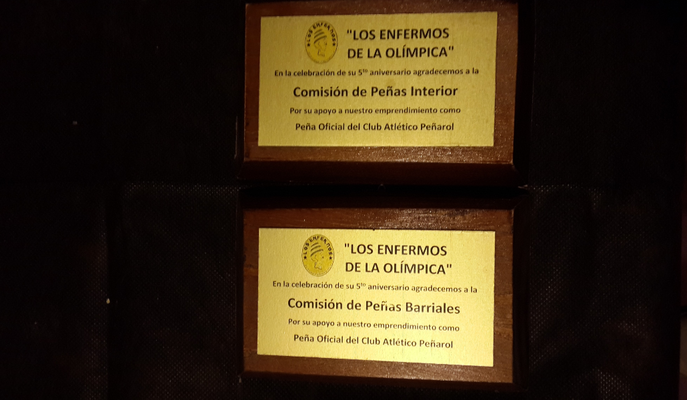 "LOS ENFERMOS
DE LA OLÍMPICA"
En la celebración de su 5to aniversario agradecemos a la
Comisión de Peñas Interior
Por su apoyo a nuestro emprendimiento como
Peña Oficial del Club Atlético Peñarol
"LOS ENFERMOS
DE LA OLÍMPICA"
En la celebración de su 5to aniversario agradecemos a la
Comisión de Peñas Barriales
Por su apoyo a nuestro emprendimiento como
Peña Oficial del Club Atlético Peñarol